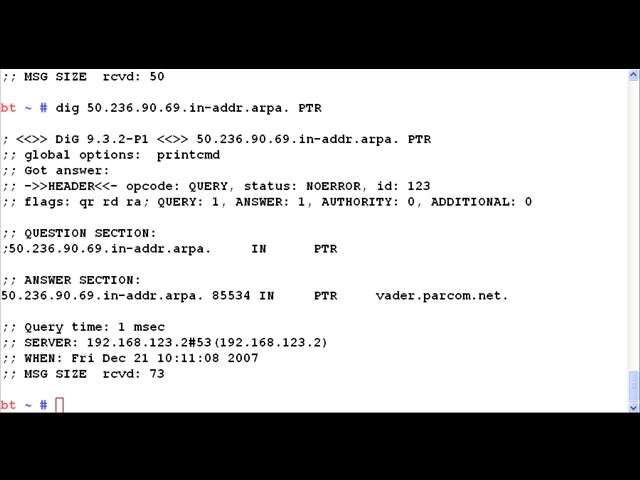 ;; MSG SIZE  rcvd: 50
bt ~ # dig 50.236.90.69.in-addr.arpa. PTR
; <<>> DiG 9.3.2-P1 <<>> 50.236.90.69.in-addr.arpa. PTR
;; global options:  printcmd
;; Got answer:
;; ->>HEADER<<- opcode: QUERY, status: NOERROR, id: 123
;; flags: qr rd ra; QUERY: 1, ANSWER: 1, AUTHORITY: 0, ADDITIONAL: 0
;; QUESTION SECTION:
;50.236.90.69.in-addr.arpa.     IN      PTR
;; ANSWER SECTION:
50.236.90.69.in-addr.arpa. 85534 IN     PTR     vader.parcom.net.
;; Query time: 1 msec
;; SERVER: 192.168.123.2#53(192.168.123.2)
;; WHEN: Fri Dec 21 10:11:08 2007
;; MSG SIZE  rcvd: 73
bt ~ #